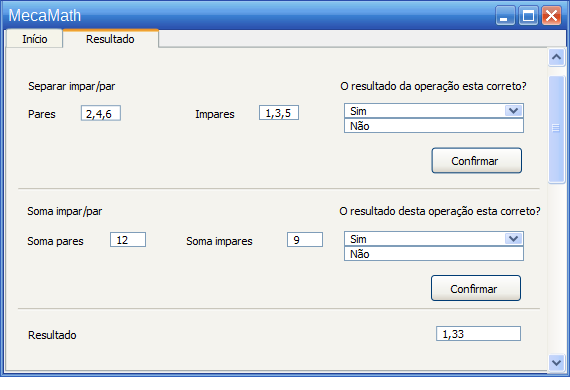 MecaMath
Início Resultado
Separar impar/par O resultado da operação esta correto?
Pares 2,4,6 Impares 1,3,5 Sim
Não
Confirmar
Soma impar/par O resultado desta operação esta correto?
Soma pares 12 Soma impares 9 Sim
Não
Confirmar
Resultado 1,33